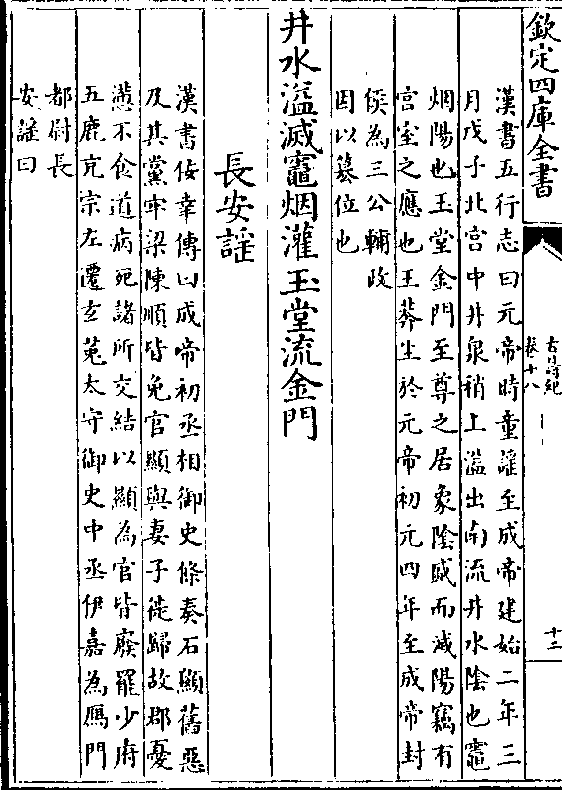 欽定四庫全書
古詩紀
卷十八
十二
漢書五行志曰元帝時童謡至成帝建始二年三
月戊子北宫中井泉稍上溢出南流井水隂也竈
烟陽也玉堂金門至尊之居象隂盛而滅陽竊有
宫室之應也王莽生於元帝初元四年至成帝封
侯為三公輔政
因以簒位也
井水溢滅竈烟灌玉堂流金門
長安謡
漢書佞幸傳曰成帝初丞相御史條奏石顯舊惡
及其黨牢梁陳順皆免官顯與妻子徙歸故郡憂
懣不食道病死諸所交結以顯為官皆廢罷少府
五鹿充宗左遷玄菟太守御史中丞伊嘉為鴈門
都尉長
安謡曰